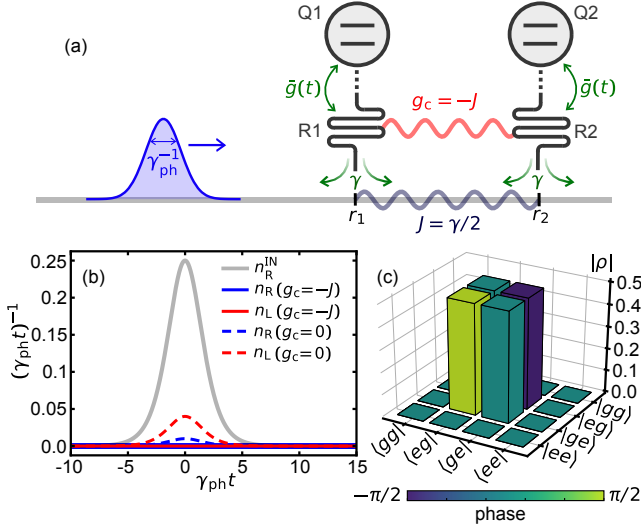 (a)
Q1
Q2
ḡ(t)
g_c = −J
ḡ(t)
R1
R2
γ_ph^−1
γ
γ
r_1
J = γ/2
r_2
(b)
(γ_ph t)^−1
0.25
0.20
0.15
0.10
0.05
0.0
-10
-5
0
5
10
15
γ_ph t
n_R^IN
n_R (g_c=−J)
n_L (g_c=−J)
n_R (g_c=0)
n_L (g_c=0)
(c)
|ρ|
0.5
0.4
0.3
0.2
0.1
0.0
⟨gg|
⟨eg|
⟨ge|
⟨ee|
|gg⟩
|eg⟩
|ge⟩
|ee⟩
−π/2
π/2
phase